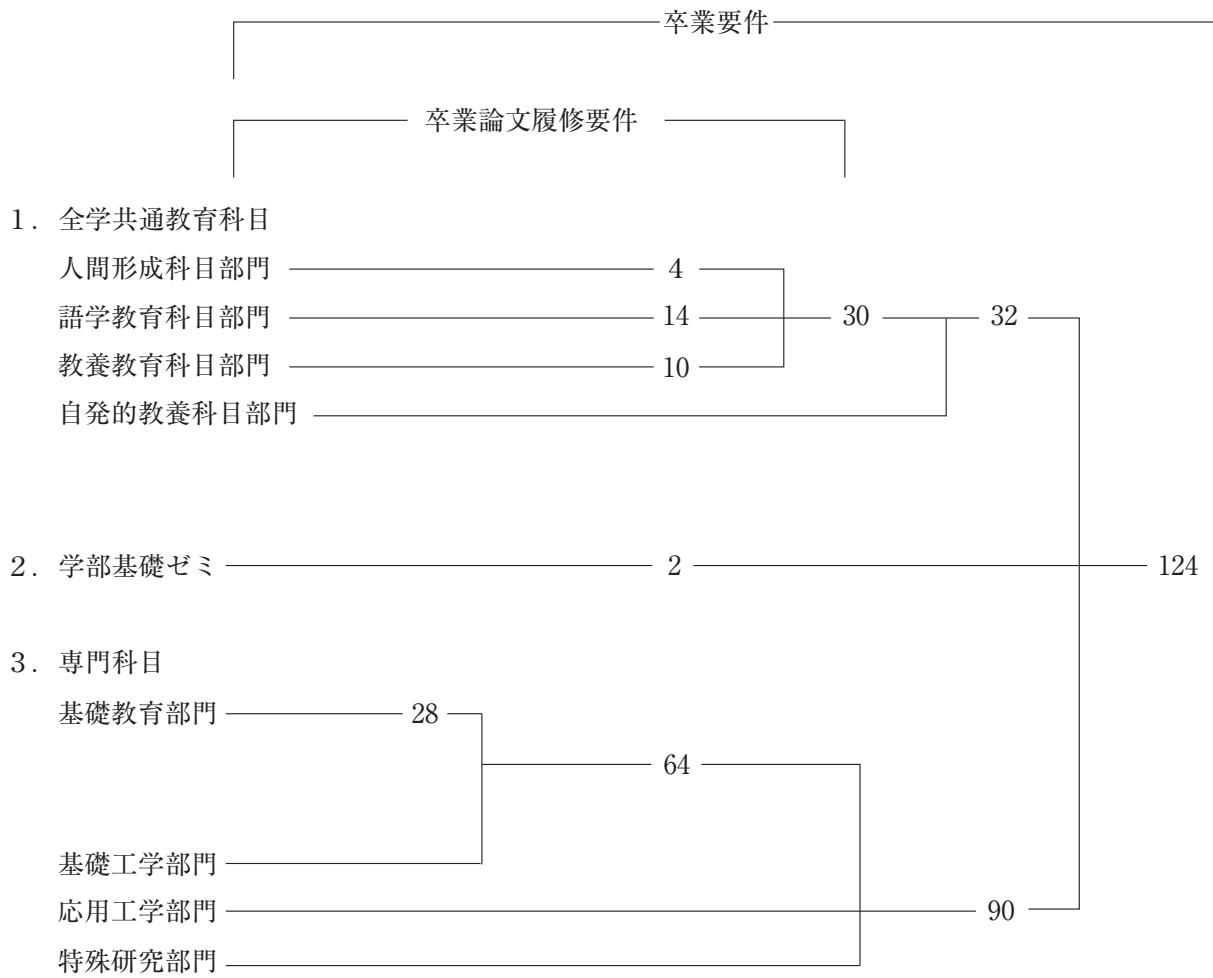 卒業要件
卒業論文履修要件
1. 全学共通教育科目
人間形成科目部門 4
語学教育科目部門 14 30 32
教養教育科目部門 10
自発的教養科目部門
2. 学部基礎ゼミ 2 124
3. 専門科目
基礎教育部門 28
64
基礎工学部門
応用工学部門 90
特殊研究部門